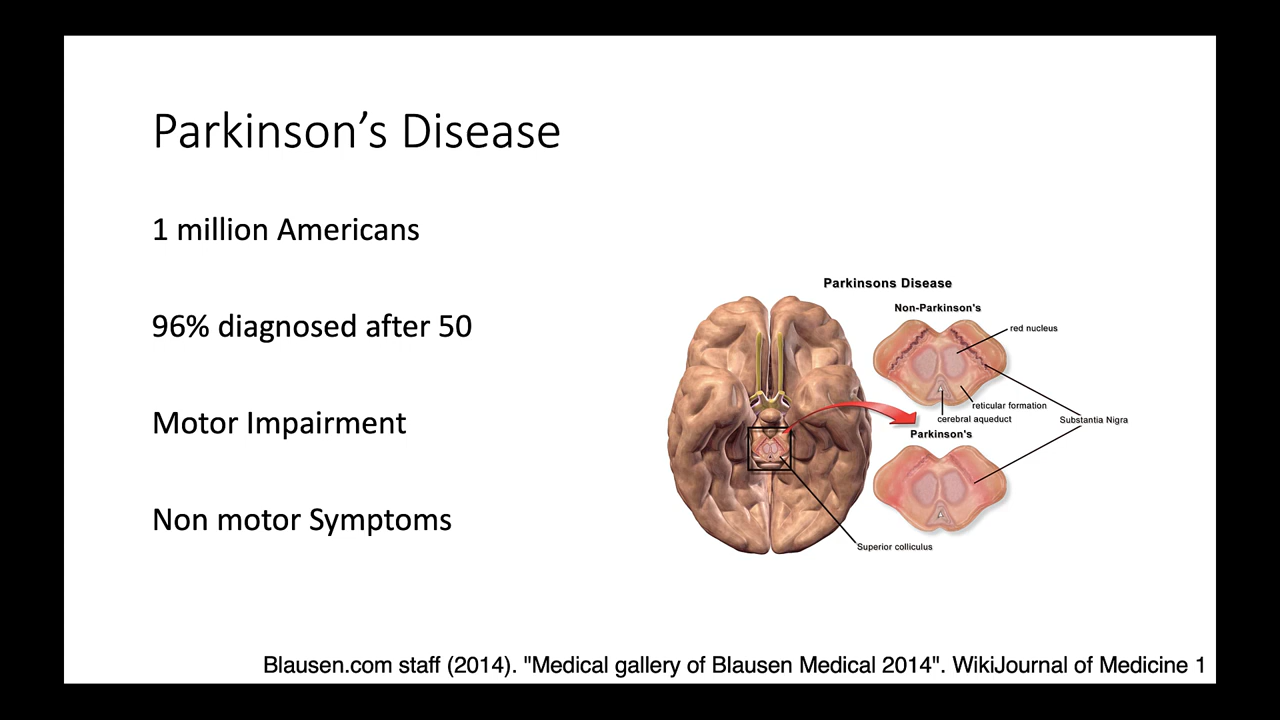 Parkinson’s Disease
1 million Americans
96% diagnosed after 50
Motor Impairment
Non motor Symptoms
Parkinsons Disease
Non-Parkinson's
red nucleus
reticular formation
cerebral aqueduct
Substantia Nigra
Parkinson's
Superior colliculus
Blausen.com staff (2014). "Medical gallery of Blausen Medical 2014". WikiJournal of Medicine 1